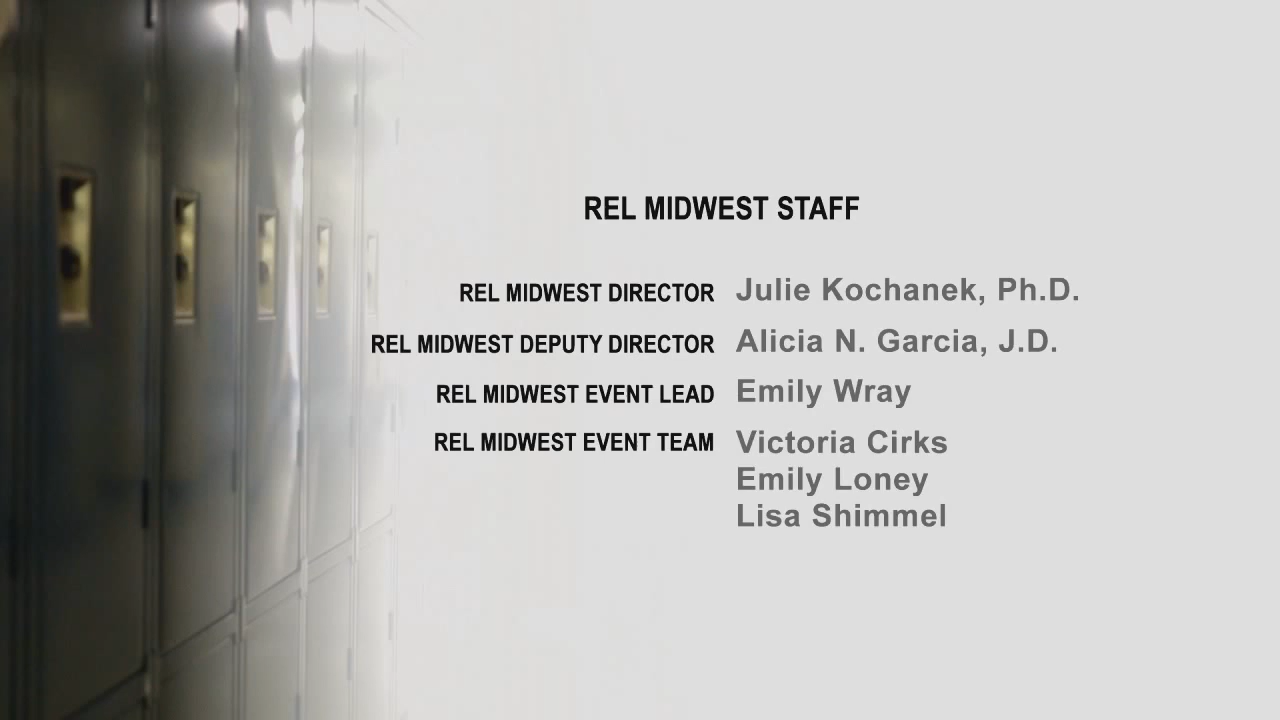 REL MIDWEST STAFF
REL MIDWEST DIRECTOR Julie Kochanek, Ph.D.
REL MIDWEST DEPUTY DIRECTOR Alicia N. Garcia, J.D.
REL MIDWEST EVENT LEAD Emily Wray
REL MIDWEST EVENT TEAM Victoria Cirks
Emily Loney
Lisa Shimmel